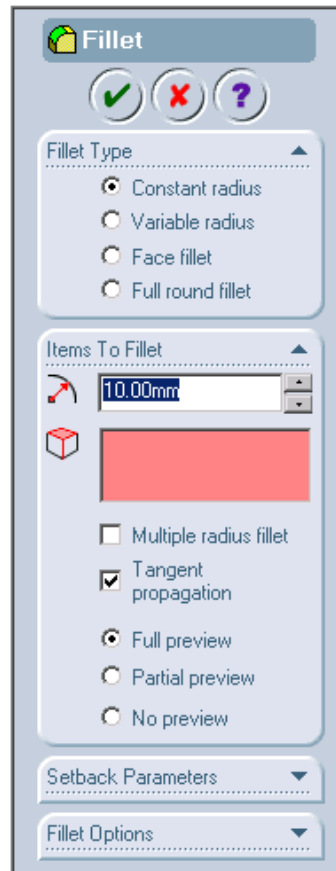 Fillet
?
Fillet Type
Constant radius
Variable radius
Face fillet
Full round fillet
Items To Fillet
10.00mm
Multiple radius fillet
Tangent
propagation
Full preview
Partial preview
No preview
Setback Parameters
Fillet Options